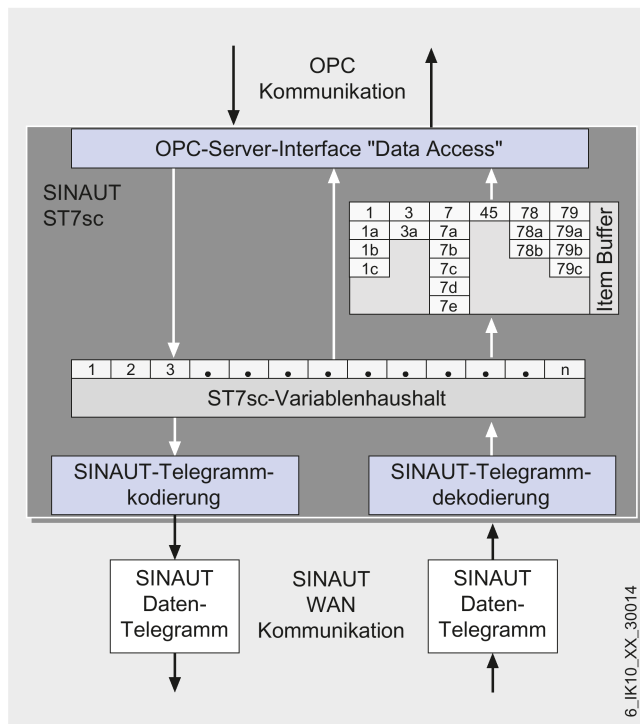 OPC
Kommunikation
OPC-Server-Interface "Data Access"
SINAUT
ST7sc
1 3 7 45 78 79
1a 3a 7a 78a 79a
1b 7b 78b 79b
1c 7c 79c
7d
7e
Item Buffer
1 2 3 • • • • • • • • • n
ST7sc-Variablenhaushalt
SINAUT-Telegramm-
kodierung
SINAUT-Telegramm-
dekodierung
SINAUT
Daten-
Telegramm
SINAUT
WAN
Kommunikation
SINAUT
Daten-
Telegramm
6_IK10_XX_30014